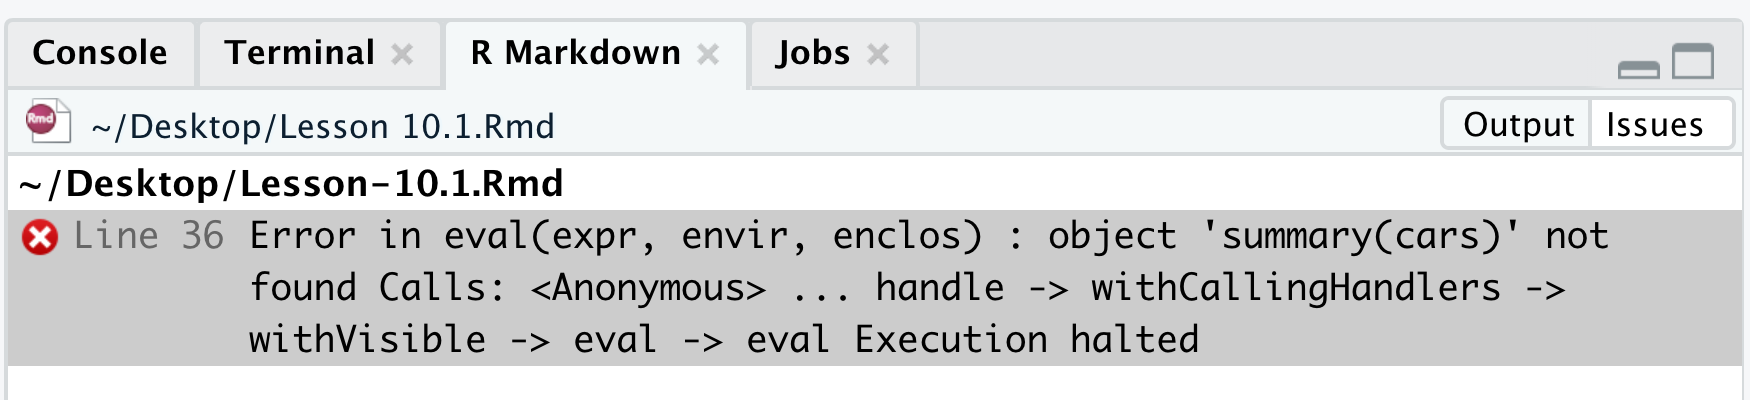 Console Terminal R Markdown Jobs
Rmd ~/Desktop/Lesson 10.1.Rmd Output Issues
~/Desktop/Lesson-10.1.Rmd
Line 36 Error in eval(expr, envir, enclos) : object 'summary(cars)' not
found Calls: <Anonymous> ... handle -> withCallingHandlers ->
withVisible -> eval -> eval Execution halted